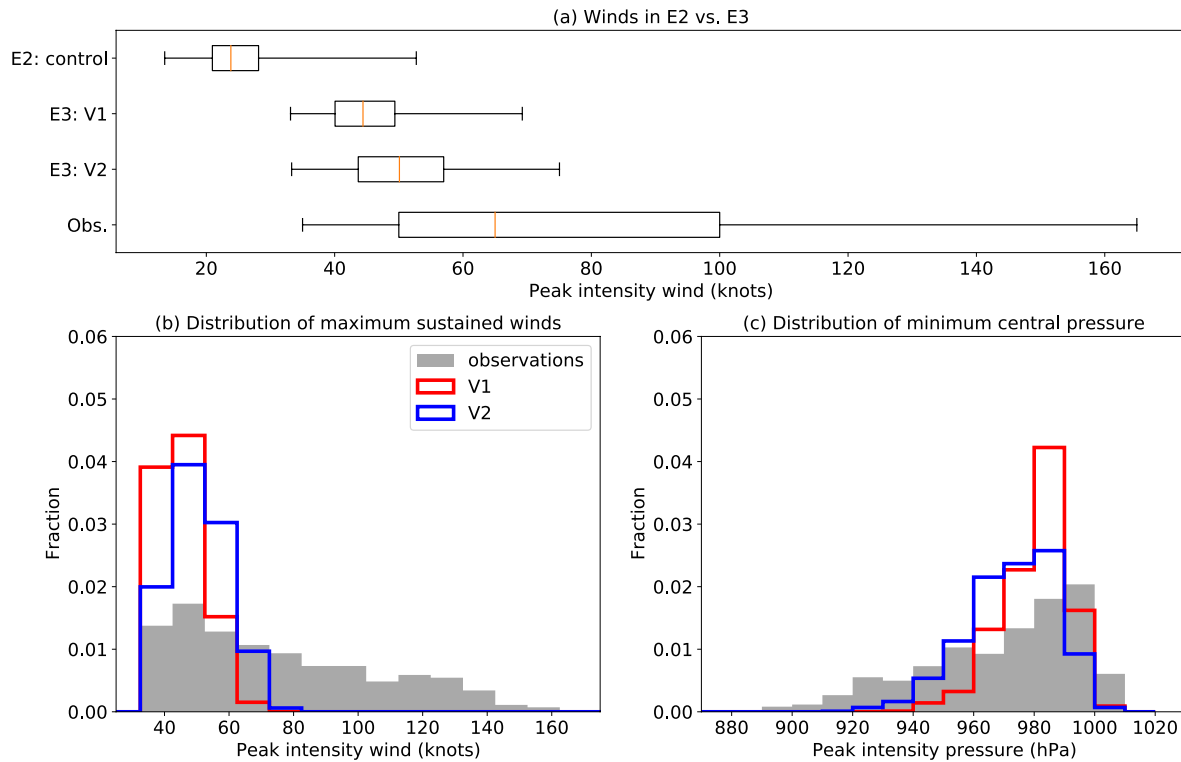 (a) Winds in E2 vs. E3
E2: control
E3: V1
E3: V2
Obs.
20 40 60 80 100 120 140 160
Peak intensity wind (knots)
(b) Distribution of maximum sustained winds
0.06
0.05
0.04
0.03
0.02
0.01
0.00
Fraction
observations
V1
V2
40 60 80 100 120 140 160
Peak intensity wind (knots)
(c) Distribution of minimum central pressure
0.06
0.05
0.04
0.03
0.02
0.01
0.00
Fraction
880 900 920 940 960 980 1000 1020
Peak intensity pressure (hPa)